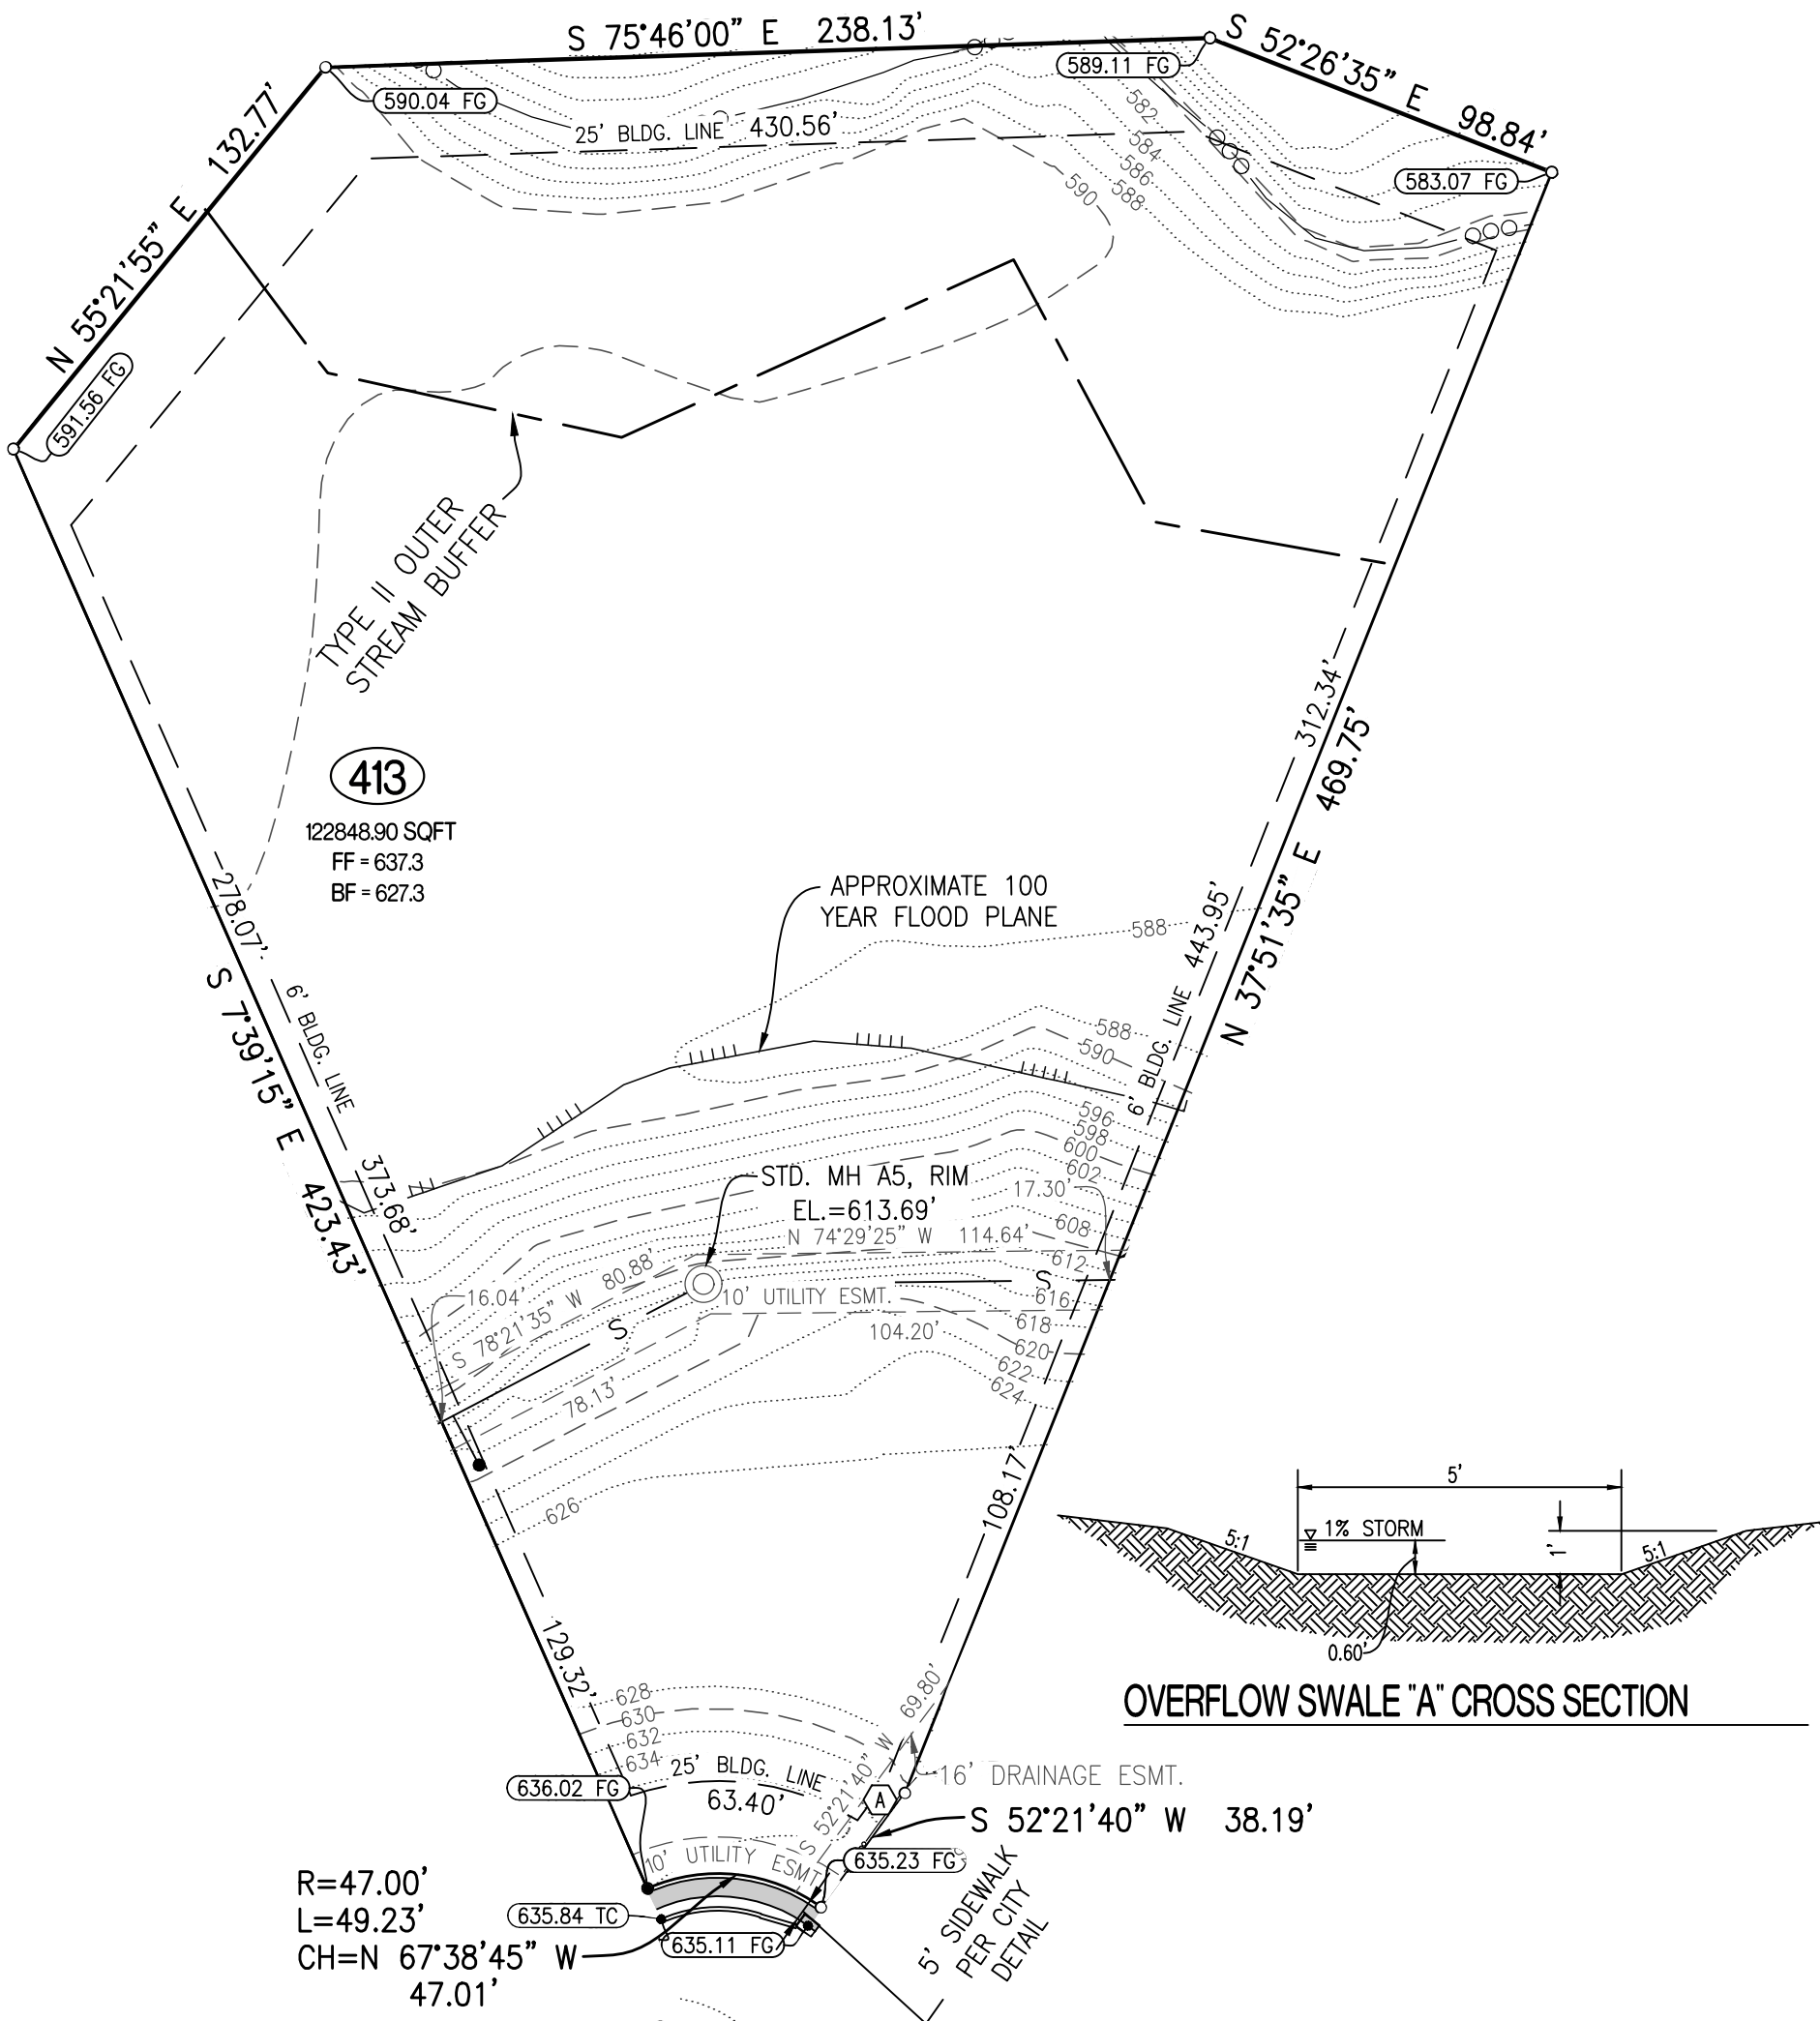 S 75°46'00" E 238.13'
S 52°26'35" E 98.84'
589.11 FG
590.04 FG
N 55°21'55" E 132.77'
25' BLDG. LINE 430.56'
582
584
586
588
590
583.07 FG
591.56 FG
TYPE II OUTER
STREAM BUFFER
312.34'
N 37°51'35" E 469.75'
413
122848.90 SQFT
FF = 637.3
BF = 627.3
278.07'
S 7°39'15" E 423.43'
6' BLDG. LINE 373.68'
APPROXIMATE 100
YEAR FLOOD PLANE
588
6' BLDG. LINE 443.95'
588
590
596
598
600
602
STD. MH A5, RIM
EL.=613.69'
17.30'
608
N 74°29'25" W 114.64'
612
80.88'
16.04'
S 78°21'35" W
S
10' UTILITY ESMT.
S
616
618
104.20'
620
622
624
78.13'
626
108.17'
5'
1% STORM
5:1
1'
5:1
0.60'
OVERFLOW SWALE "A" CROSS SECTION
129.32'
628
630
632
634
69.80'
S 52°21'40" W
636.02 FG
25' BLDG. LINE
63.40'
A
16' DRAINAGE ESMT.
S 52°21'40" W 38.19'
10' UTILITY ESMT.
635.23 FG
R=47.00'
L=49.23'
CH=N 67°38'45" W
47.01'
635.84 TC
635.11 FG
5' SIDEWALK
PER CITY
DETAIL